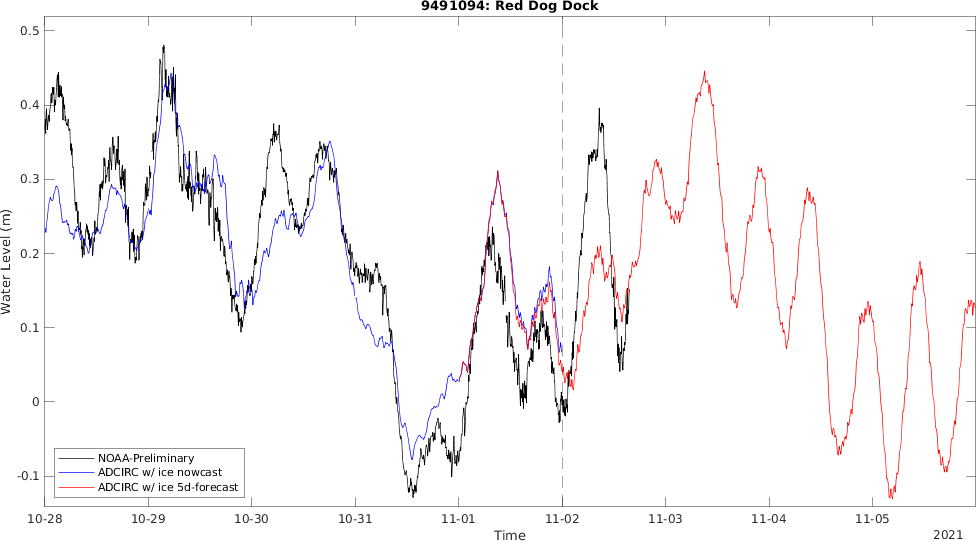 9491094: Red Dog Dock
0.5
0.4
0.3
0.2
0.1
0
-0.1
Water Level (m)
NOAA-Preliminary
ADCIRC w/ ice nowcast
ADCIRC w/ ice 5d-forecast
10-28 10-29 10-30 10-31 11-01 11-02 11-03 11-04 11-05
Time
2021